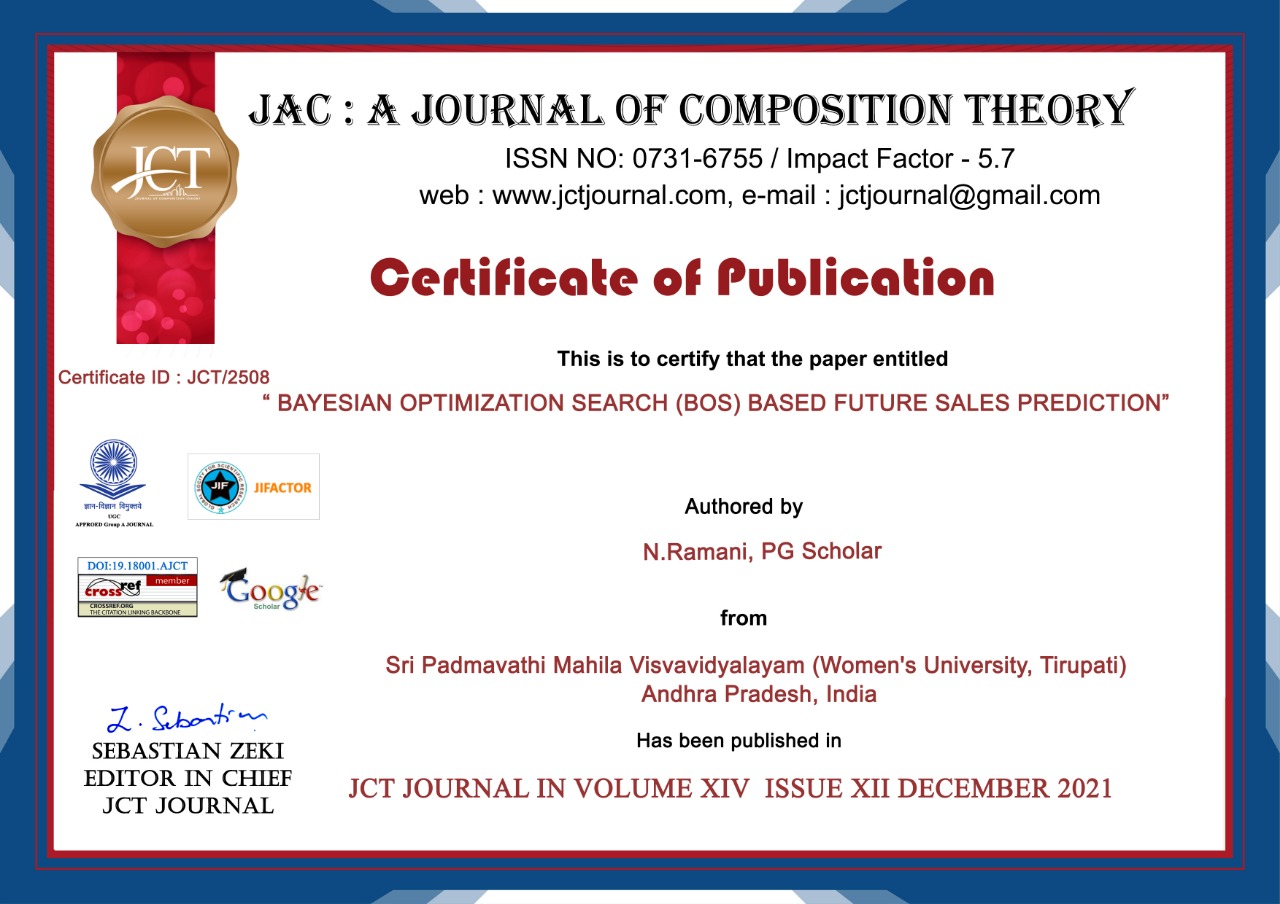 JAC : A JOURNAL OF COMPOSITION THEORY
ISSN NO: 0731-6755 / Impact Factor - 5.7
web : www.jctjournal.com, e-mail : jctjournal@gmail.com
JCT
JOURNAL OF COMPOSITION THEORY
Certificate of Publication
This is to certify that the paper entitled
Certificate ID : JCT/2508
“ BAYESIAN OPTIMIZATION SEARCH (BOS) BASED FUTURE SALES PREDICTION”
ज्ञान-विज्ञान विमुक्तये
UGC
APPROED Group A JOURNAL
JIF
JIFACTOR
Authored by
N.Ramani, PG Scholar
DOI:19.18001.AJCT
crossref member
CROSSREF.ORG
THE CITATION LINKING BACKBONE
Google
Scholar
from
Sri Padmavathi Mahila Visvavidyalayam (Women's University, Tirupati)
Andhra Pradesh, India
Z. Sebastian
SEBASTIAN ZEKI
EDITOR IN CHIEF
JCT JOURNAL
Has been published in
JCT JOURNAL IN VOLUME XIV  ISSUE XII DECEMBER 2021